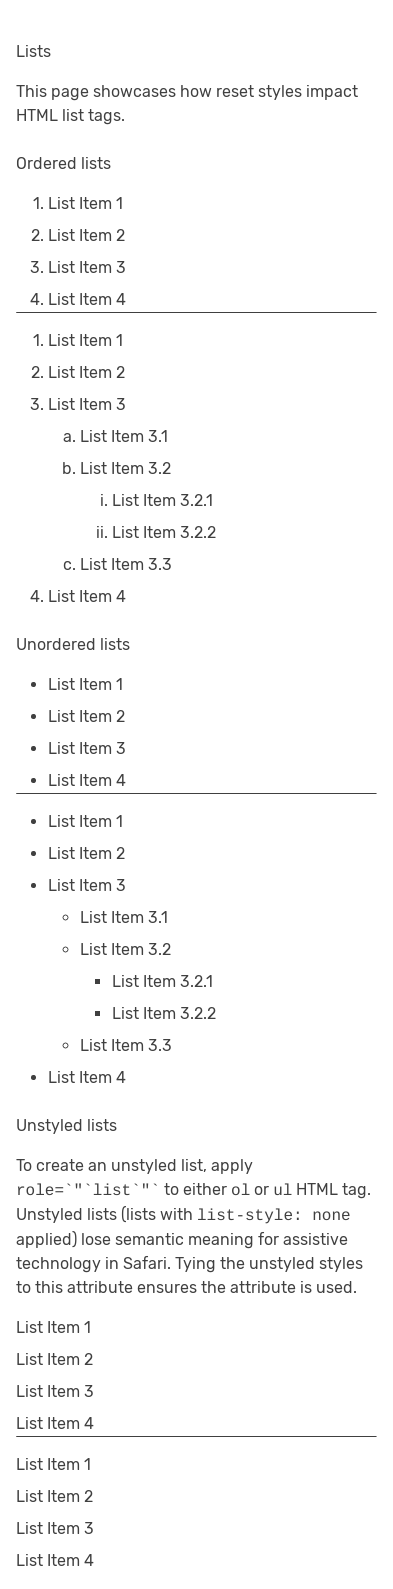 Lists
This page showcases how reset styles impact
HTML list tags.
Ordered lists
1. List Item 1
2. List Item 2
3. List Item 3
4. List Item 4
1. List Item 1
2. List Item 2
3. List Item 3
a. List Item 3.1
b. List Item 3.2
i. List Item 3.2.1
ii. List Item 3.2.2
c. List Item 3.3
4. List Item 4
Unordered lists
• List Item 1
• List Item 2
• List Item 3
• List Item 4
• List Item 1
• List Item 2
• List Item 3
◦ List Item 3.1
◦ List Item 3.2
▪ List Item 3.2.1
▪ List Item 3.2.2
◦ List Item 3.3
• List Item 4
Unstyled lists
To create an unstyled list, apply
role=`"`list`"` to either ol or ul HTML tag.
Unstyled lists (lists with list-style: none
applied) lose semantic meaning for assistive
technology in Safari. Tying the unstyled styles
to this attribute ensures the attribute is used.
List Item 1
List Item 2
List Item 3
List Item 4
List Item 1
List Item 2
List Item 3
List Item 4